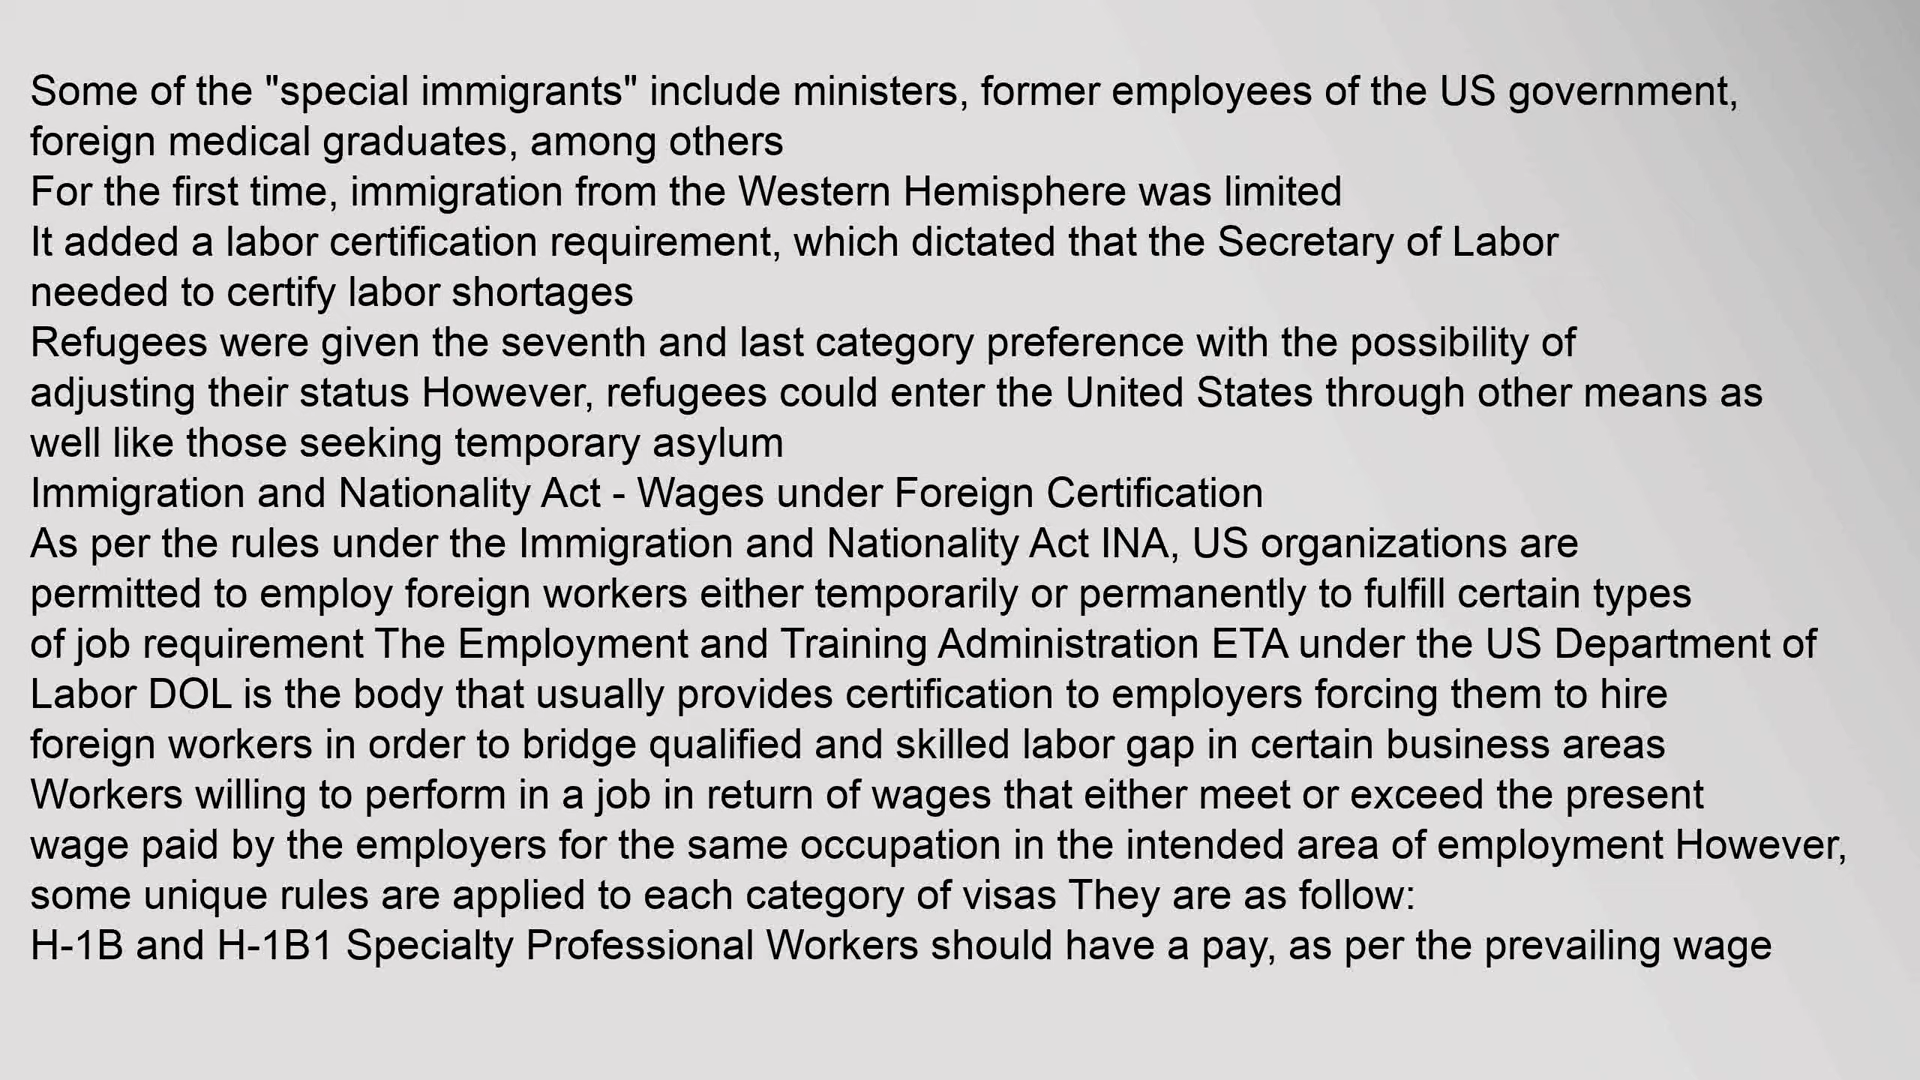 Some of the "special immigrants" include ministers, former employees of the US government,
foreign medical graduates, among others
For the first time, immigration from the Western Hemisphere was limited
It added a labor certification requirement, which dictated that the Secretary of Labor
needed to certify labor shortages
Refugees were given the seventh and last category preference with the possibility of
adjusting their status However, refugees could enter the United States through other means as
well like those seeking temporary asylum
Immigration and Nationality Act - Wages under Foreign Certification
As per the rules under the Immigration and Nationality Act INA, US organizations are
permitted to employ foreign workers either temporarily or permanently to fulfill certain types
of job requirement The Employment and Training Administration ETA under the US Department of
Labor DOL is the body that usually provides certification to employers forcing them to hire
foreign workers in order to bridge qualified and skilled labor gap in certain business areas
Workers willing to perform in a job in return of wages that either meet or exceed the present
wage paid by the employers for the same occupation in the intended area of employment However,
some unique rules are applied to each category of visas They are as follow:
H-1B and H-1B1 Specialty Professional Workers should have a pay, as per the prevailing wage